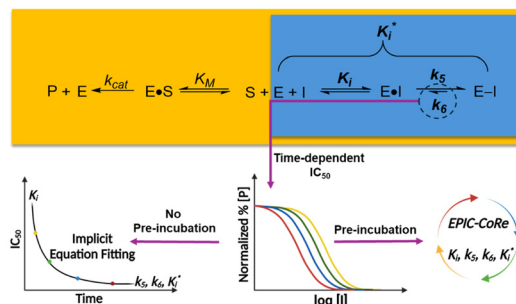 Ki*
P + E kcat E•S KM S + E + I Ki E•I k5 k6 E–I
Time-dependent
IC50
Ki
IC50
No
Pre-incubation
Implicit
Equation Fitting
k5, k6, Ki*
Time
Normalized % [P]
log [I]
Pre-incubation
EPIC-CoRe
Ki, k5, k6, Ki*